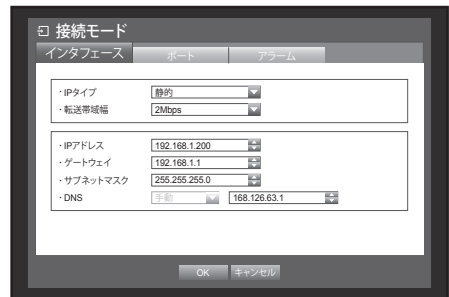 接続モード
インタフェース ポート アラーム
・IPタイプ 静的
・転送帯域幅 2Mbps
・IPアドレス 192.168.1.200
・ゲートウェイ 192.168.1.1
・サブネットマスク 255.255.255.0
・DNS 手動 168.126.63.1
OK キャンセル